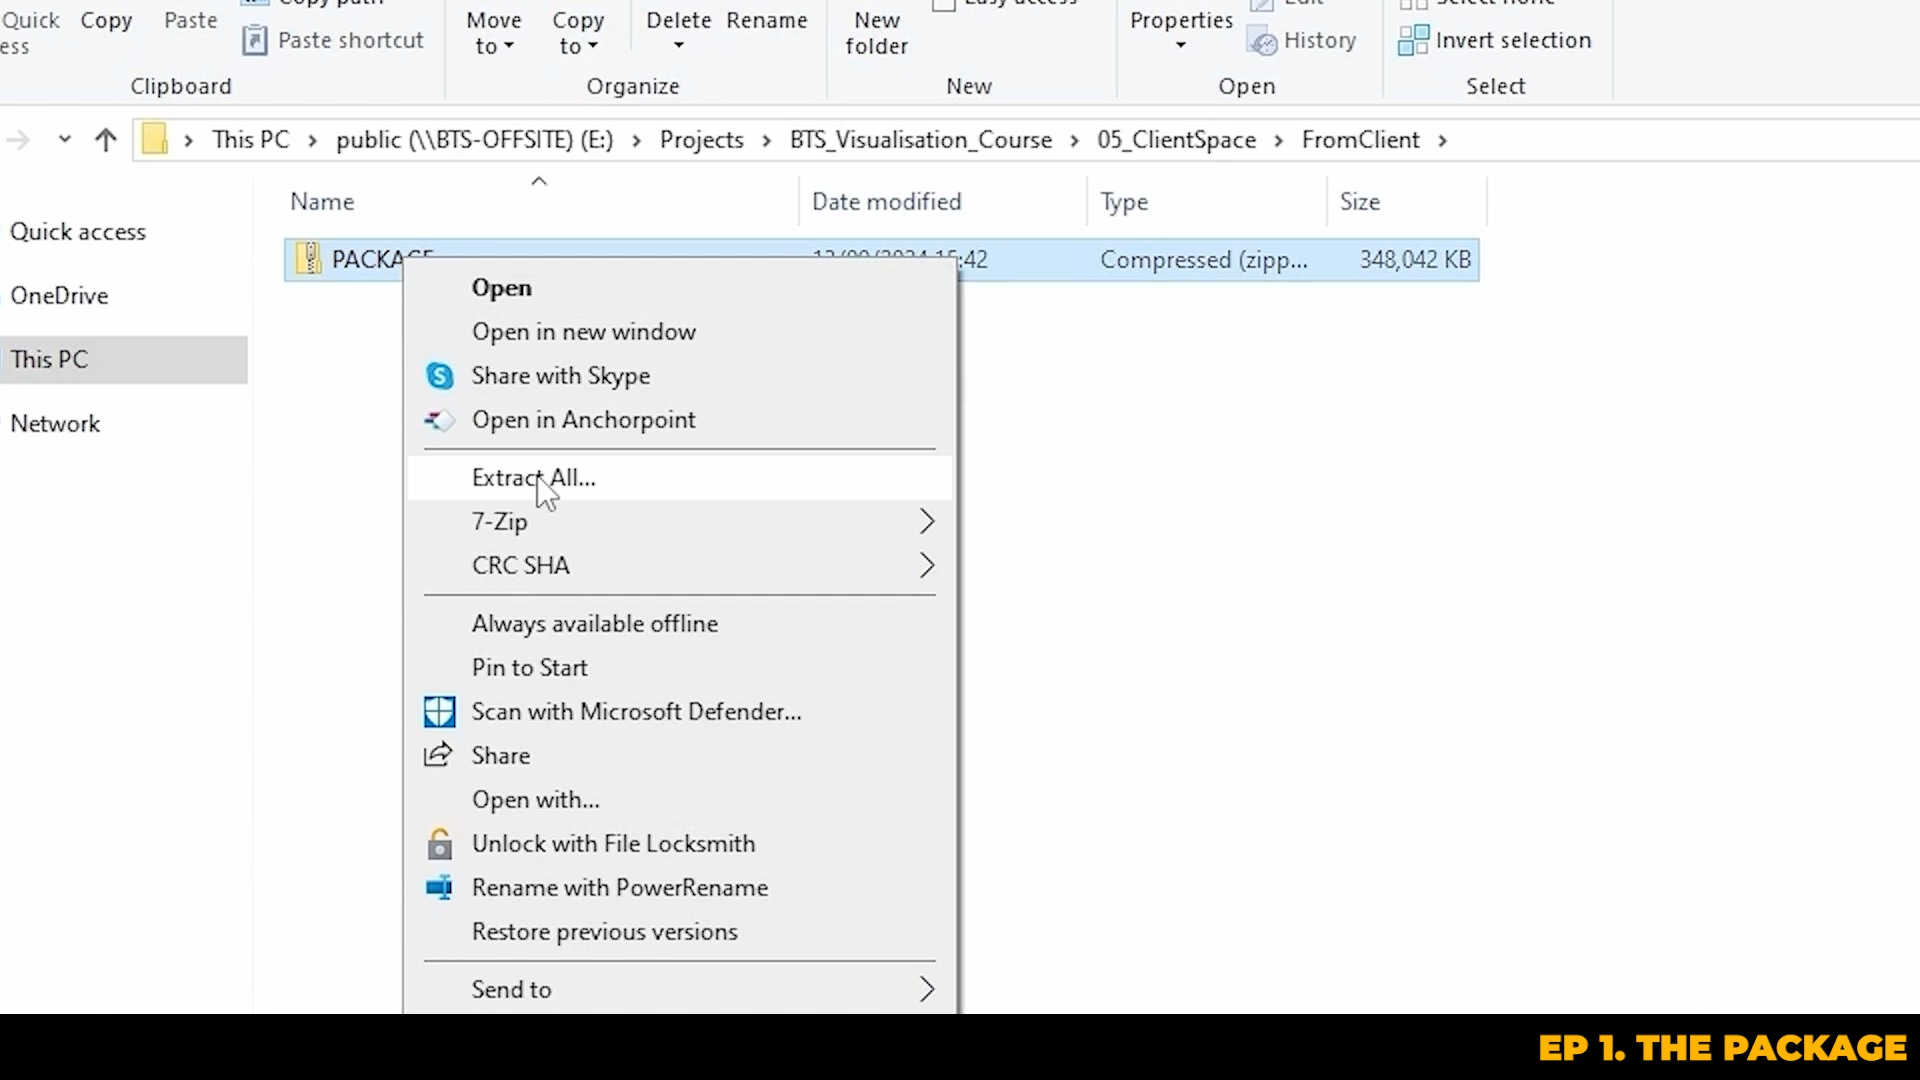 Quick
ess
Copy
Paste
Paste shortcut
Clipboard
Move
to
Copy
to
Delete
Rename
Organize
New
folder
New
Properties
History
Open
Invert selection
Select
This PC > public (\\BTS-OFFSITE) (E:) > Projects > BTS_Visualisation_Course > 05_ClientSpace > FromClient >
Name Date modified Type Size
Quick access
OneDrive
This PC
Network
PACKAGE :42 Compressed (zipp... 348,042 KB
Open
Open in new window
Share with Skype
Open in Anchorpoint
Extract All...
7-Zip
CRC SHA
Always available offline
Pin to Start
Scan with Microsoft Defender...
Share
Open with...
Unlock with File Locksmith
Rename with PowerRename
Restore previous versions
Send to
EP 1. THE PACKAGE